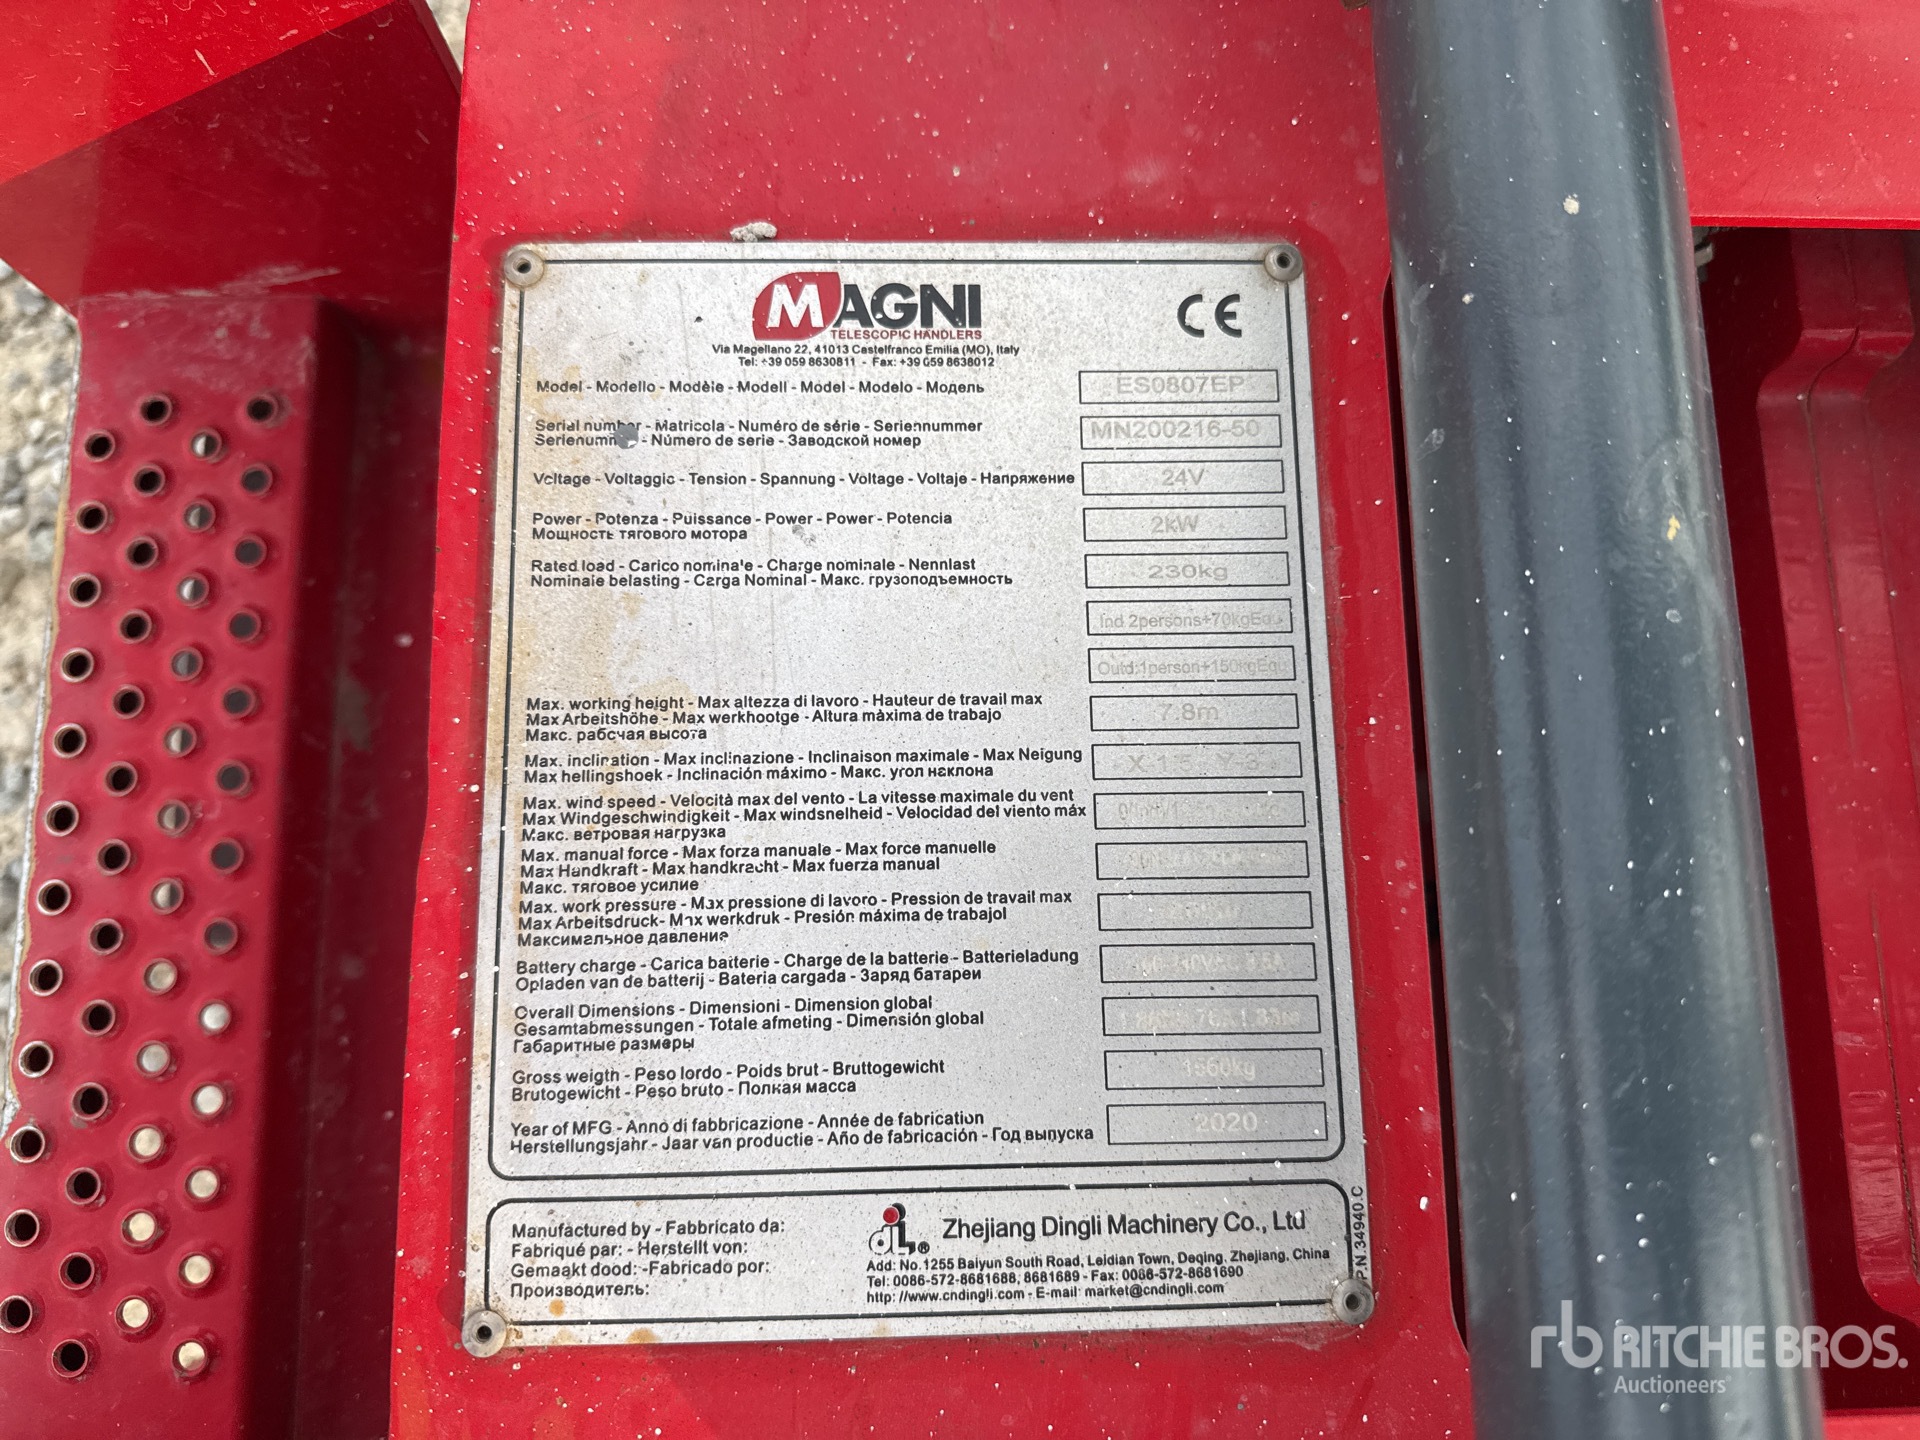 MAGNI
TELESCOPIC HANDLERS
CE
Via Magellano 22, 41013 Castelfranco Emilia (MO), Italy
Tel: +39 059 8630811 - Fax: +39 059 8638012
Model - Modello - Modèle - Modell - Model - Modelo - Модель ES0807EP
Serial number - Matricola - Numéro de série - Seriennummer
Serienummer - Número de serie - Заводской номер MN200216-50
Voltage - Voltaggio - Tension - Spannung - Voltage - Voltaje - Напряжение 24V
Power - Potenza - Puissance - Power - Power - Potencia
Мощность тягового мотора 2kW
Rated load - Carico nominale - Charge nominale - Nennlast
Nominale belasting - Carga Nominal - Макс. грузоподъемность 230kg
Ind 2persons+70kgEqu
Outd:1person+150kgEqu
Max. working height - Max altezza di lavoro - Hauteur de travail max
Max Arbeitshöhe - Max werkhootge - Altura màxima de trabajo
Макс. рабочая высота 7.8m
Max. inclination - Max inclinazione - Inclinaison maximale - Max Neigung
Max hellingshoek - Inclinación máximo - Макс. угол наклона X 1.5 3
Max. wind speed - Velocità max del vento - La vitesse maximale du vent
Max Windgeschwindigkeit - Max windsnelheid - Velocidad del viento máx
Макс. ветровая нагрузка
Max. manual force - Max forza manuale - Max force manuelle
Max Handkraft - Max handkracht - Max fuerza manual
Макс. тяговое усилие
Max. work pressure - Max pressione di lavoro - Pression de travail max
Max Arbeitsdruck- Max werkdruk - Presión máxima de trabajol
Максимальное давление
Battery charge - Carica batterie - Charge de la batterie - Batterieladung
Opladen van de batterij - Bateria cargada - Заряд батареи
Overall Dimensions - Dimensioni - Dimension global
Gesamtabmessungen - Totale afmeting - Dimensión global
Габаритные размеры
Gross weigth - Peso lordo - Poids brut - Bruttogewicht
Brutogewicht - Peso bruto - Полкая масса 1560kg
Year of MFG - Anno di fabbricazione - Année de fabrication
Herstellungsjahr - Jaar van productie - Año de fabricación - Год выпуска 2020
Manufactured by - Fabbricato da:
Fabriqué par: - Herstellt von:
Gemaakt dood: -Fabricado por:
Производитель:
dL® Zhejiang Dingli Machinery Co., Ltd
Add: No.1255 Baiyun South Road, Leidian Town, Deqing, Zhejiang, China
Tel: 0086-572-8681688, 8681689 - Fax: 0086-572-8681690
http: //www.cndingli.com - E-mail: market@cndingli.com
P.N.34940.C
rb RITCHIE BROS.
Auctioneers